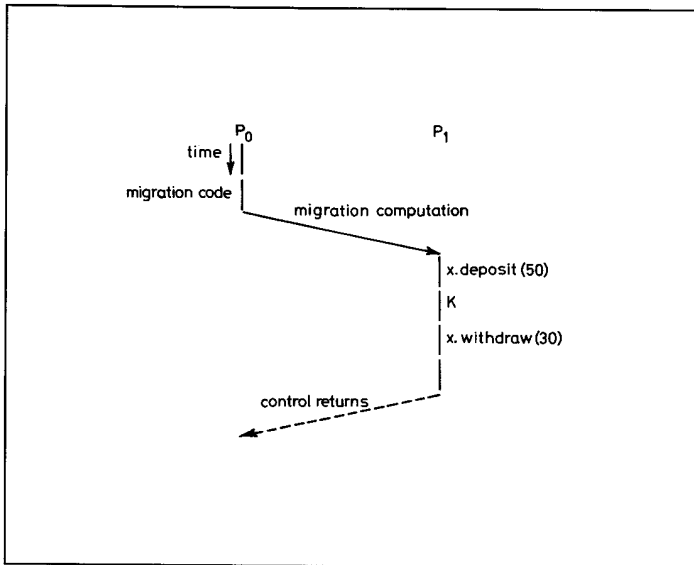 P0 P1
time
migration code
migration computation
x.deposit(50)
K
x.withdraw(30)
control returns